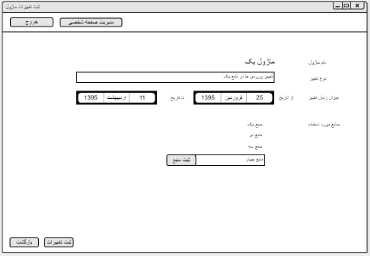 ثبت تغییرات ماژول
مدیریت صفحه شخصی
خروج
نام ماژول
ماژول یک
نوع تغییر
تغییر ورودی ها در تابع یک
میزان زمان تغییر
از تاریخ
25 فروردین 1395
تا تاریخ
11 اردیبهشت 1395
منابع مورد استفاده
منبع یک
منبع دو
منبع سه
منبع چهار
ثبت منبع
ثبت تغییرات
بازگشت